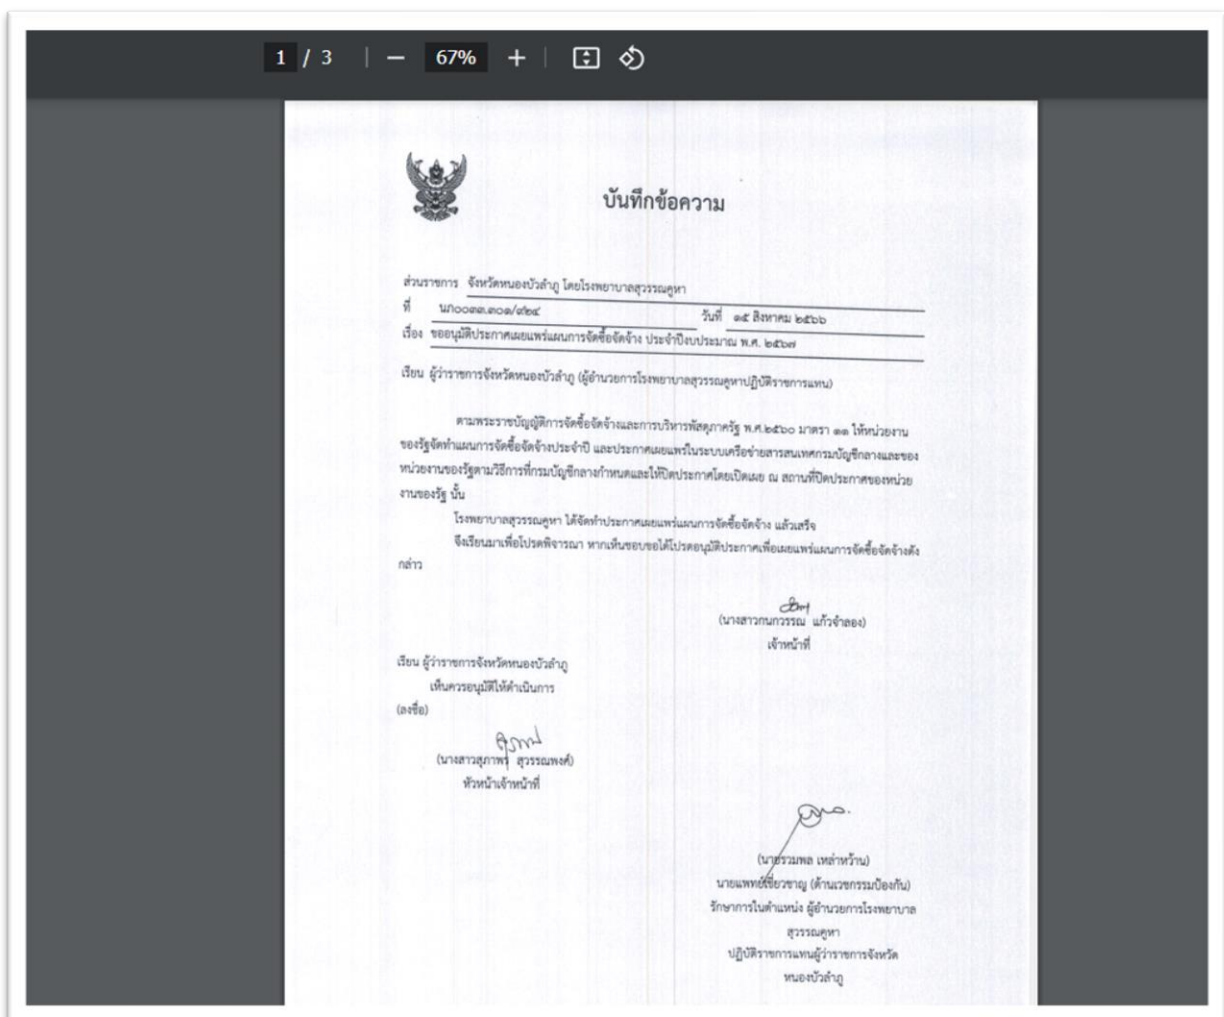 1 / 3 | − 67% + |
บันทึกข้อความ
ส่วนราชการ จังหวัดหนองบัวลำภู โดยโรงพยาบาลสุวรรณคูหา
ที่ นภ๐๐๓๓.๓๐๑/๙๒๔ วันที่ ๑๕ สิงหาคม ๒๕๖๖
เรื่อง ขออนุมัติประกาศเผยแพร่แผนการจัดซื้อจัดจ้าง ประจำปีงบประมาณ พ.ศ. ๒๕๖๗
เรียน ผู้ว่าราชการจังหวัดหนองบัวลำภู (ผู้อำนวยการโรงพยาบาลสุวรรณคูหาปฏิบัติราชการแทน)
ตามพระราชบัญญัติการจัดซื้อจัดจ้างและการบริหารพัสดุภาครัฐ พ.ศ.๒๕๖๐ มาตรา ๑๑ ให้หน่วยงาน
ของรัฐจัดทำแผนการจัดซื้อจัดจ้างประจำปี และประกาศเผยแพร่ในระบบเครือข่ายสารสนเทศกรมบัญชีกลางและของ
หน่วยงานของรัฐตามวิธีการที่กรมบัญชีกลางกำหนดและให้ปิดประกาศโดยเปิดเผย ณ สถานที่ปิดประกาศของหน่วย
งานของรัฐ นั้น
โรงพยาบาลสุวรรณคูหา ได้จัดทำประกาศเผยแพร่แผนการจัดซื้อจัดจ้าง แล้วเสร็จ
จึงเรียนมาเพื่อโปรดพิจารณา หากเห็นชอบขอได้โปรดอนุมัติประกาศเพื่อเผยแพร่แผนการจัดซื้อจัดจ้างดัง
กล่าว
(นางสาวกนกวรรณ แก้วจำลอง)
เจ้าหน้าที่
เรียน ผู้ว่าราชการจังหวัดหนองบัวลำภู
เห็นควรอนุมัติให้ดำเนินการ
(ลงชื่อ)
(นางสาวสุภาพร สุวรรณพงศ์)
หัวหน้าเจ้าหน้าที่
(นายรวมพล เหล่าหว้าน)
นายแพทย์เชี่ยวชาญ (ด้านเวชกรรมป้องกัน)
รักษาการในตำแหน่ง ผู้อำนวยการโรงพยาบาล
สุวรรณคูหา
ปฏิบัติราชการแทนผู้ว่าราชการจังหวัด
หนองบัวลำภู